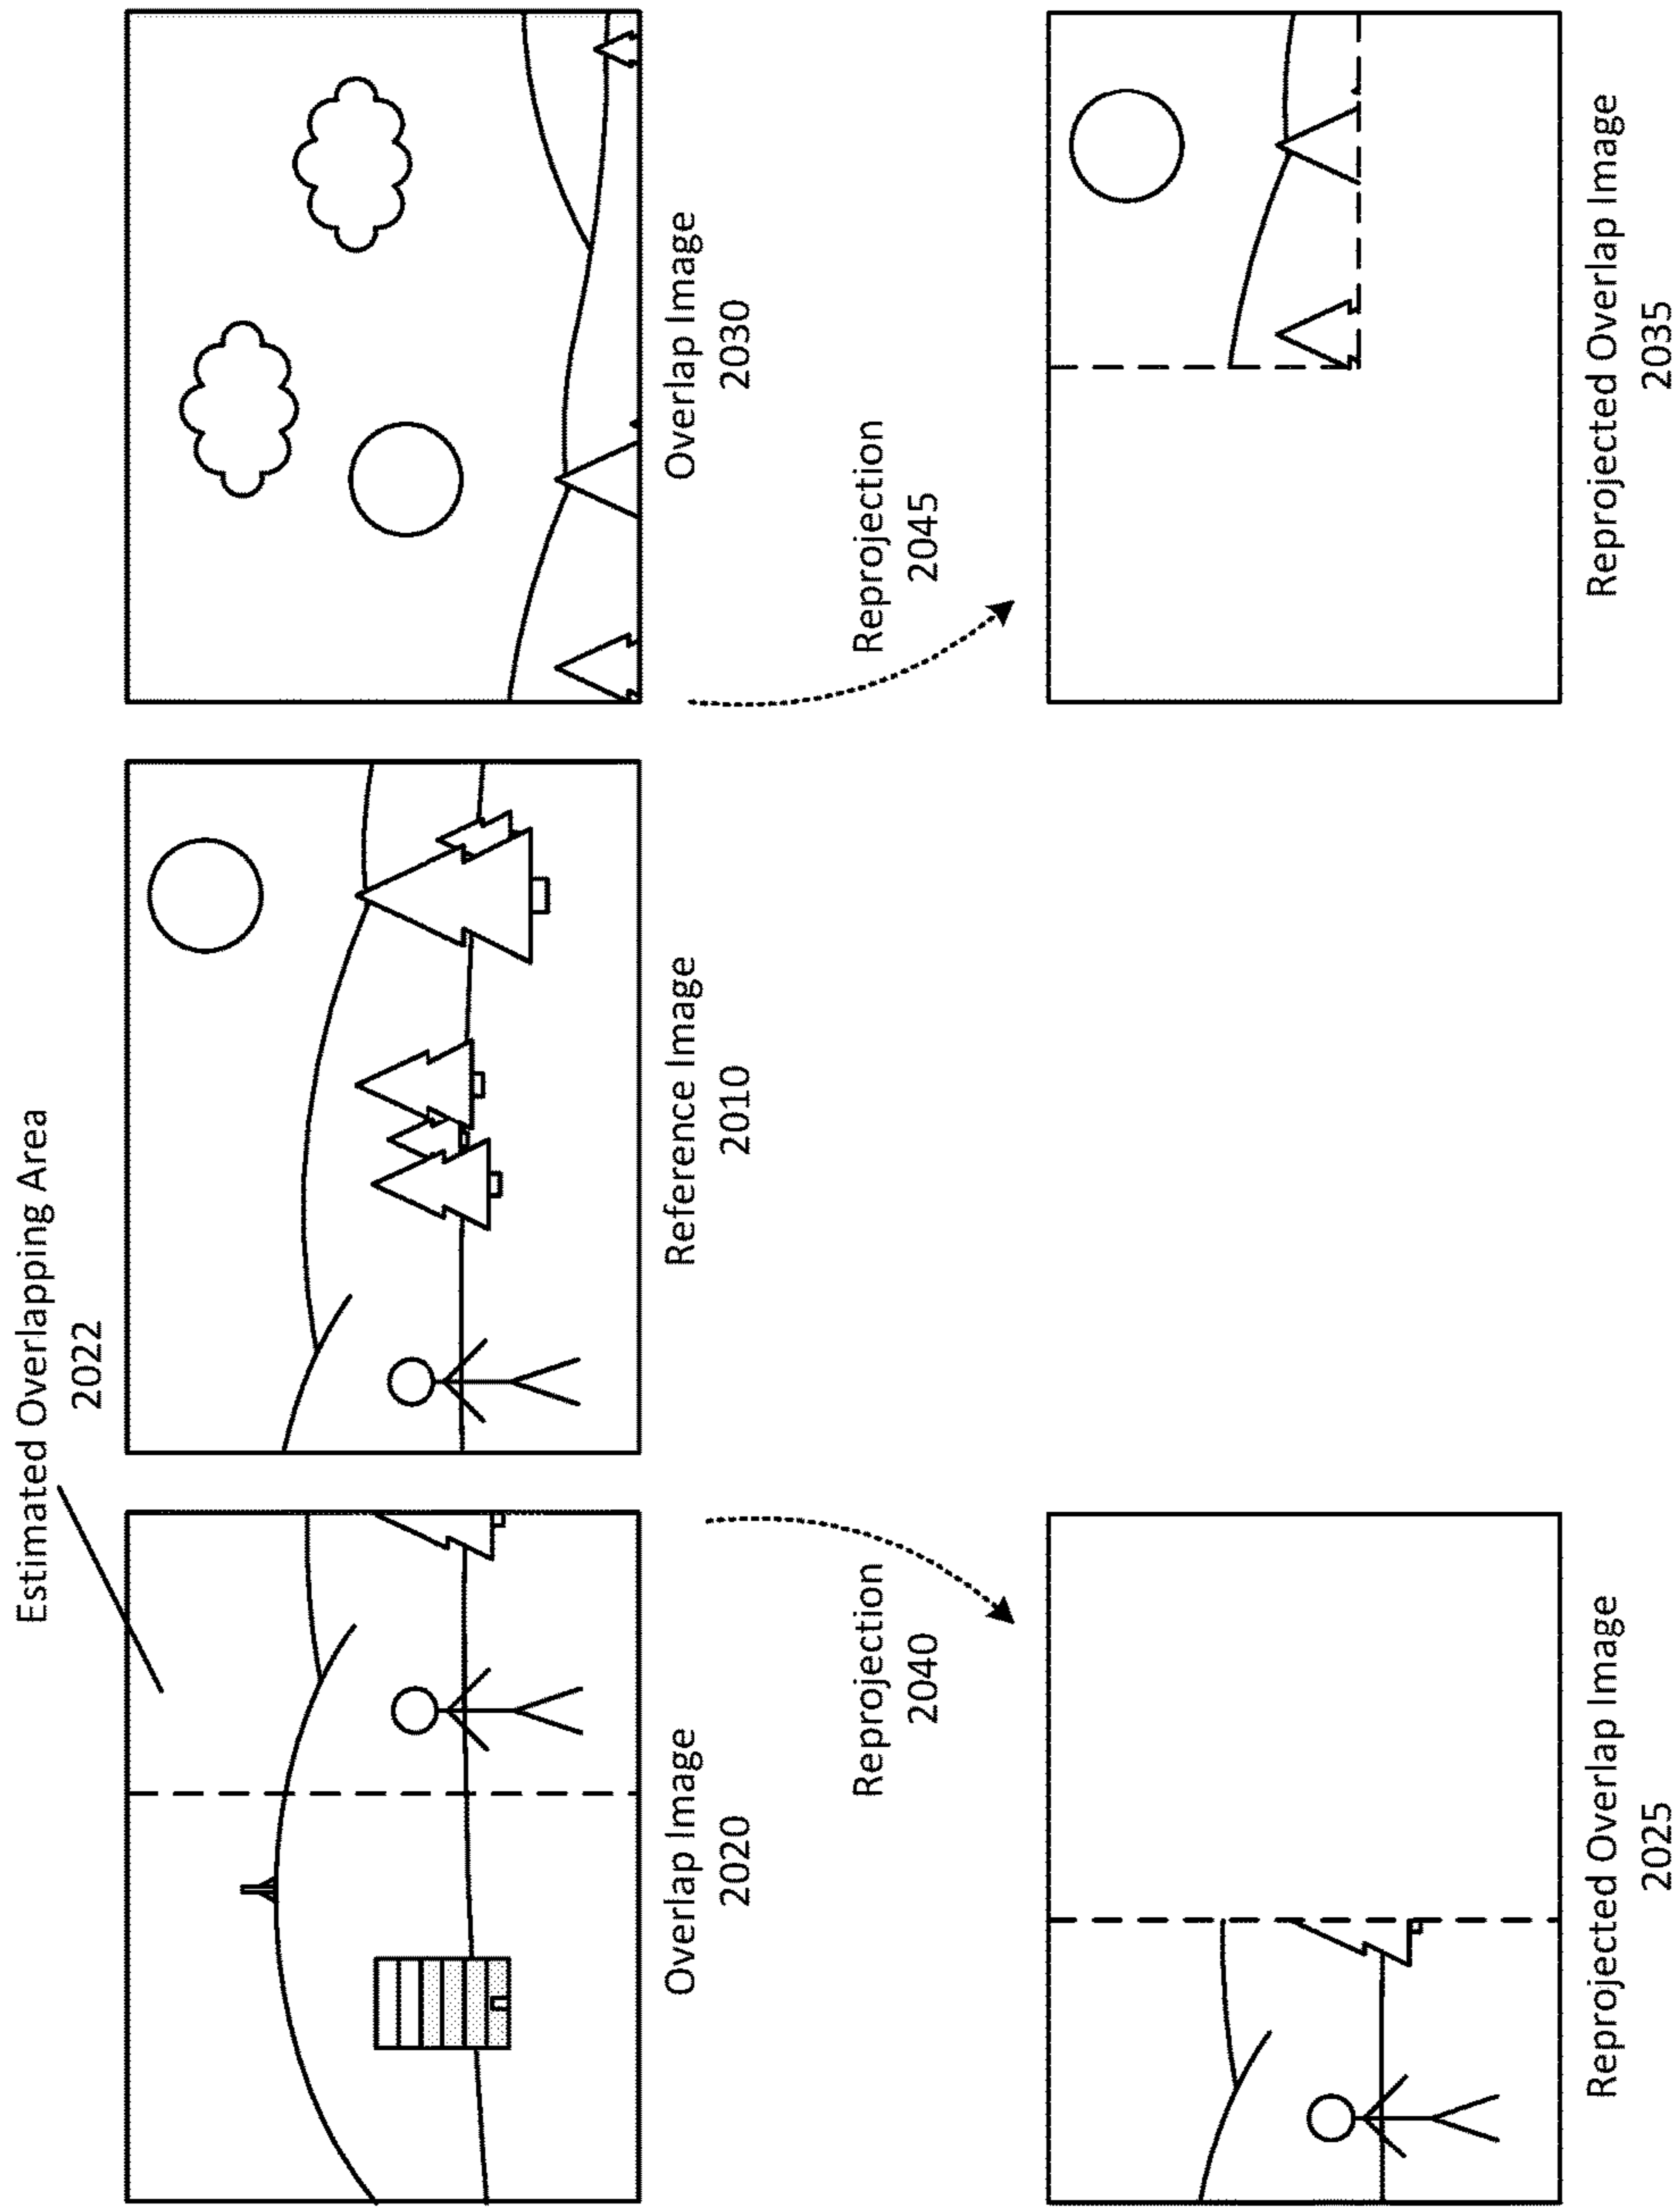 Estimated Overlapping Area
2022
Overlap Image
2020
Reference Image
2010
Overlap Image
2030
Reprojection
2040
Reprojection
2045
Reprojected Overlap Image
2025
Reprojected Overlap Image
2035